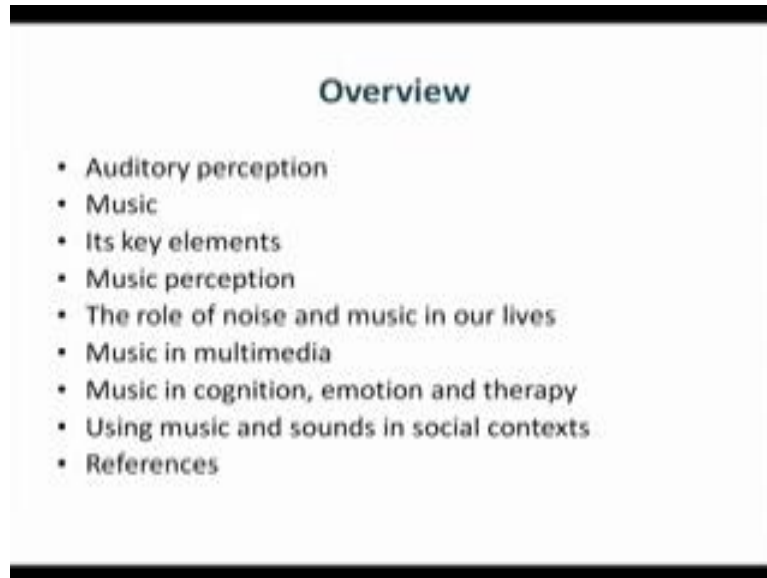 Overview
• Auditory perception
• Music
• Its key elements
• Music perception
• The role of noise and music in our lives
• Music in multimedia
• Music in cognition, emotion and therapy
• Using music and sounds in social contexts
• References